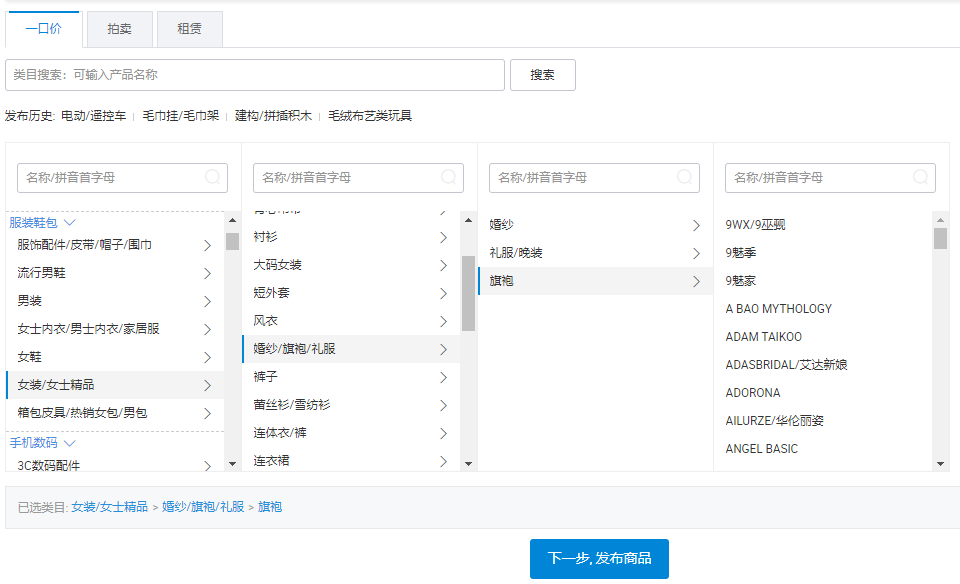 一口价 拍卖 租赁
类目搜索：可输入产品名称 搜索
发布历史: 电动/遥控车 | 毛巾挂/毛巾架 | 建构/拼插积木 | 毛绒布艺类玩具
名称/拼音首字母 名称/拼音首字母 名称/拼音首字母 名称/拼音首字母
服装鞋包
服饰配件/皮带/帽子/围巾
流行男鞋
男装
女士内衣/男士内衣/家居服
女鞋
女装/女士精品
箱包皮具/热销女包/男包
手机数码
3C数码配件
衬衫
大码女装
短外套
风衣
婚纱/旗袍/礼服
裤子
蕾丝衫/雪纺衫
连体衣/裤
连衣裙
婚纱
礼服/晚装
旗袍
9WX/9巫觋
9魅季
9魅家
A BAO MYTHOLOGY
ADAM TAIKOO
ADASBRIDAL/艾达新娘
ADORONA
AILURZE/华伦丽姿
ANGEL BASIC
已选类目: 女装/女士精品 > 婚纱/旗袍/礼服 > 旗袍
下一步, 发布商品